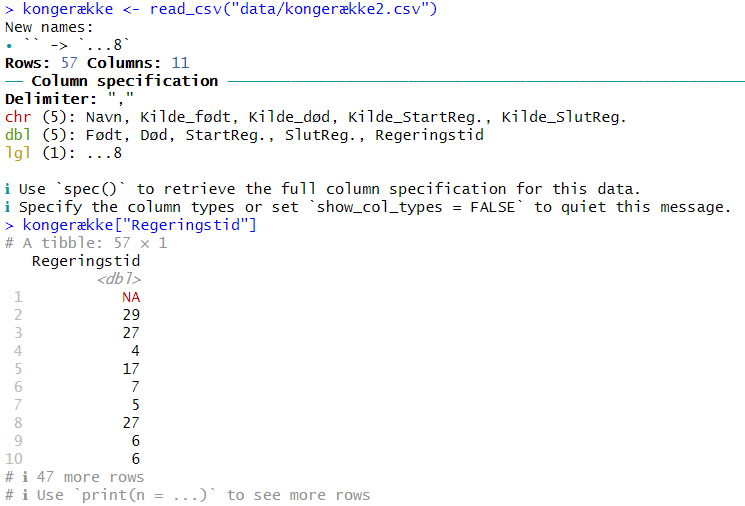 > kongerække <- read_csv("data/kongerække2.csv")
New names:
• `` -> `...8`
Rows: 57 Columns: 11
── Column specification ──────────────────────────────────────────────────────────
Delimiter: ","
chr (5): Navn, Kilde_født, Kilde_død, Kilde_StartReg., Kilde_SlutReg.
dbl (5): Født, Død, StartReg., SlutReg., Regeringstid
lgl (1): ...8

ℹ Use `spec()` to retrieve the full column specification for this data.
ℹ Specify the column types or set `show_col_types = FALSE` to quiet this message.
> kongerække["Regeringstid"]
# A tibble: 57 × 1
   Regeringstid
          <dbl>
 1           NA
 2           29
 3           27
 4            4
 5           17
 6            7
 7            5
 8           27
 9            6
10            6
# ℹ 47 more rows
# ℹ Use `print(n = ...)` to see more rows